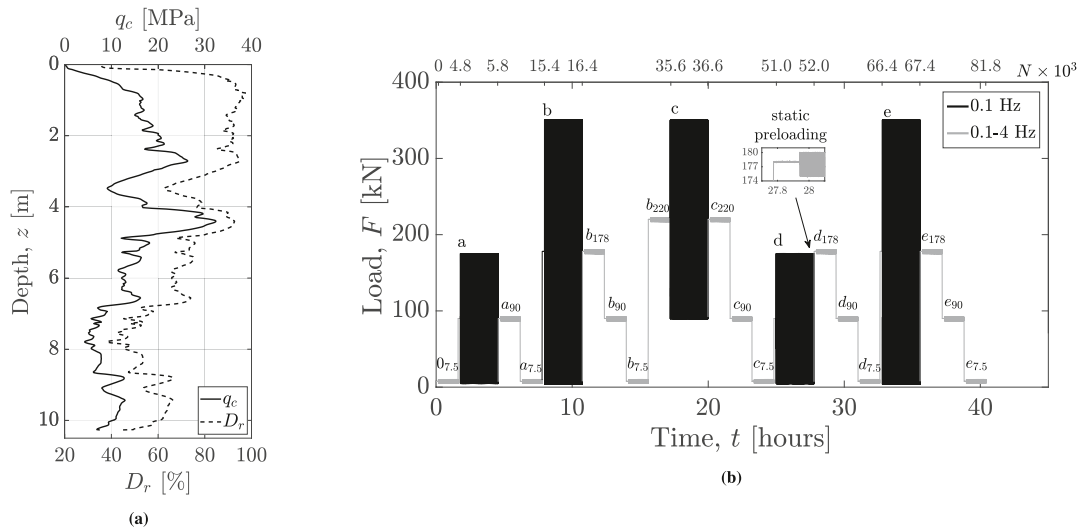 q_c [MPa]
0 10 20 30 40
0
2
4
6
8
10
Depth, z [m]
q_c
D_r
20 40 60 80 100
D_r [%]
(a)
0 4.8 5.8 15.4 16.4 35.6 36.6 51.0 52.0 66.4 67.4 81.8 N × 10³
400
300
200
100
0
Load, F [kN]
0.1 Hz
0.1-4 Hz
static
preloading
180
177
174
27.8 28
a
b
c
d
e
0_7.5
a_90
a_7.5
b_178
b_90
b_7.5
b_220
c_220
c_90
c_7.5
d_178
d_90
d_7.5
e_178
e_90
e_7.5
0 10 20 30 40
Time, t [hours]
(b)